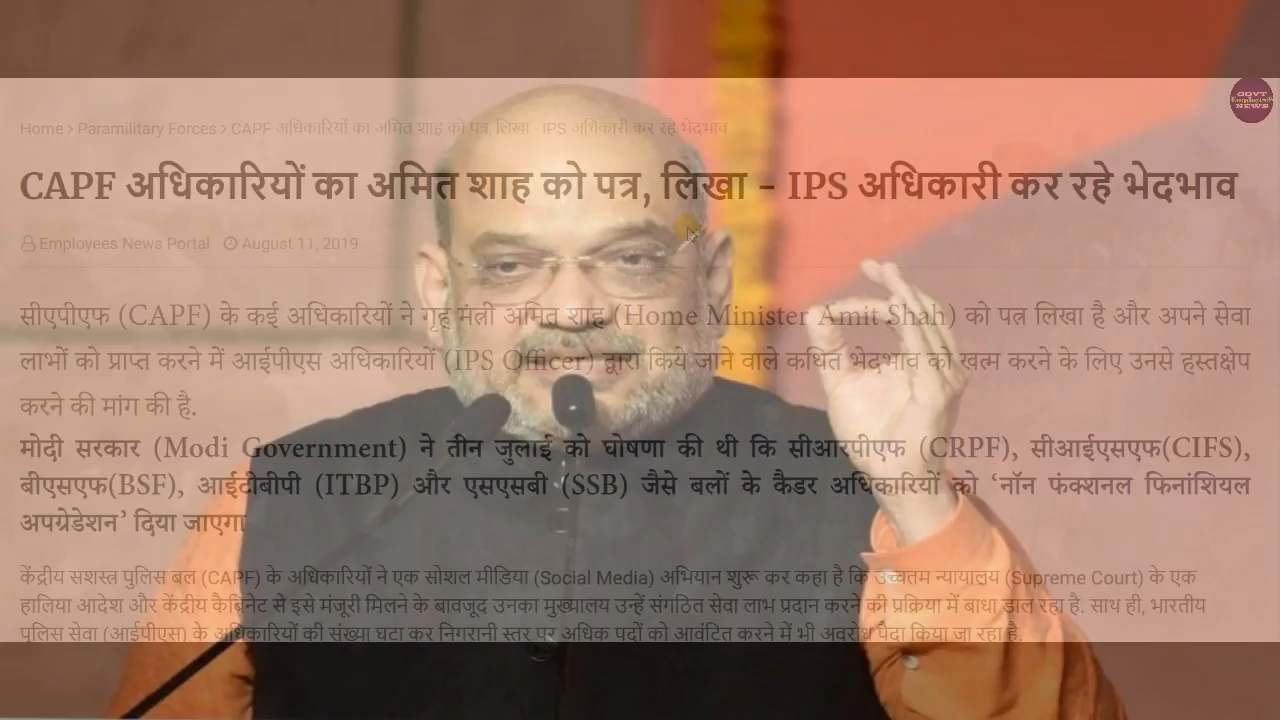 GOVT
NEWS
Home > Paramilitary Forces > CAPF अधिकारियों का अमित शाह को पत्र, लिखा - IPS अधिकारी कर रहे भेदभाव
CAPF अधिकारियों का अमित शाह को पत्र, लिखा – IPS अधिकारी कर रहे भेदभाव
Employees News Portal August 11, 2019
सीएपीएफ (CAPF) के कई अधिकारियों ने गृह मंत्री अमित शाह (Home Minister Amit Shah) को पत्र लिखा है और अपने सेवा
लाभों को प्राप्त करने में आईपीएस अधिकारियों (IPS Officer) द्वारा किये जाने वाले कथित भेदभाव को खत्म करने के लिए उनसे हस्तक्षेप
करने की मांग की है.
मोदी सरकार (Modi Government) ने तीन जुलाई को घोषणा की थी कि सीआरपीएफ (CRPF), सीआईएसएफ(CIFS),
बीएसएफ(BSF), आईटीबीपी (ITBP) और एसएसबी (SSB) जैसे बलों के कैडर अधिकारियों को ‘नॉन फंक्शनल फिनांशियल
अपग्रेडेशन’ दिया जाएगा
केंद्रीय सशस्त्र पुलिस बल (CAPF) के अधिकारियों ने एक सोशल मीडिया (Social Media) अभियान शुरू कर कहा है कि उच्चतम न्यायालय (Supreme Court) के एक
हालिया आदेश और केंद्रीय कैबिनेट से इसे मंजूरी मिलने के बावजूद उनका मुख्यालय उन्हें संगठित सेवा लाभ प्रदान करने की प्रक्रिया में बाधा डाल रहा है. साथ ही, भारतीय
पुलिस सेवा (आईपीएस) के अधिकारियों की संख्या घटा कर निगरानी स्तर पर अधिक पदों को आवंटित करने में भी अवरोध पैदा किया जा रहा है.